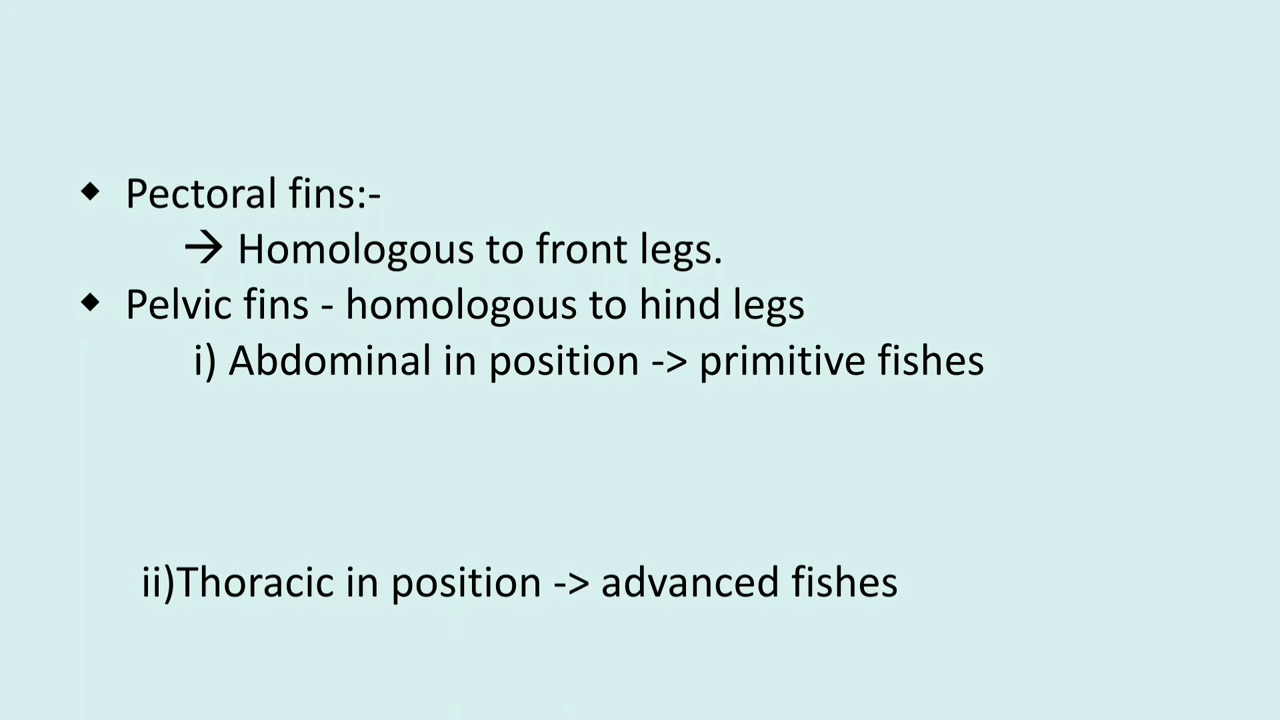 ◆ Pectoral fins:-
→ Homologous to front legs.
◆ Pelvic fins - homologous to hind legs
i) Abdominal in position -> primitive fishes
ii)Thoracic in position -> advanced fishes